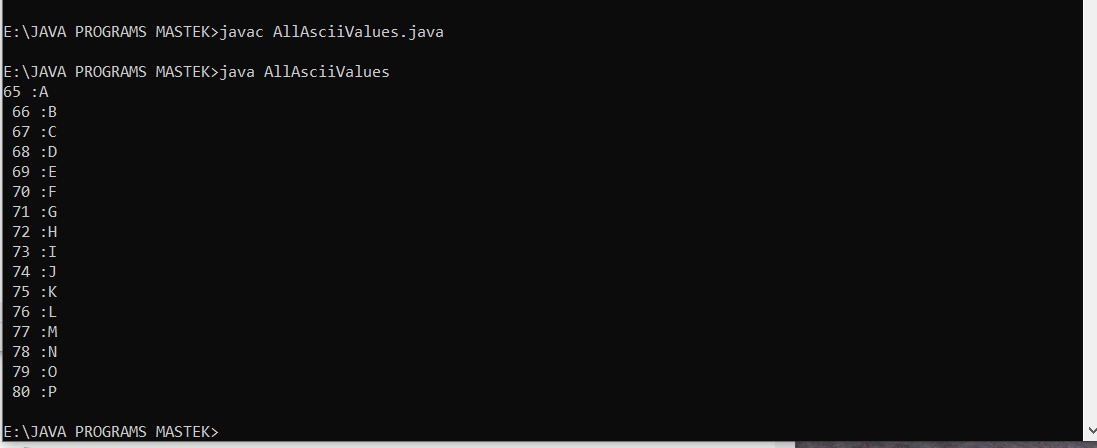 E:\JAVA PROGRAMS MASTEK>javac AllAsciiValues.java
E:\JAVA PROGRAMS MASTEK>java AllAsciiValues
65 :A
 66 :B
 67 :C
 68 :D
 69 :E
 70 :F
 71 :G
 72 :H
 73 :I
 74 :J
 75 :K
 76 :L
 77 :M
 78 :N
 79 :O
 80 :P
E:\JAVA PROGRAMS MASTEK>